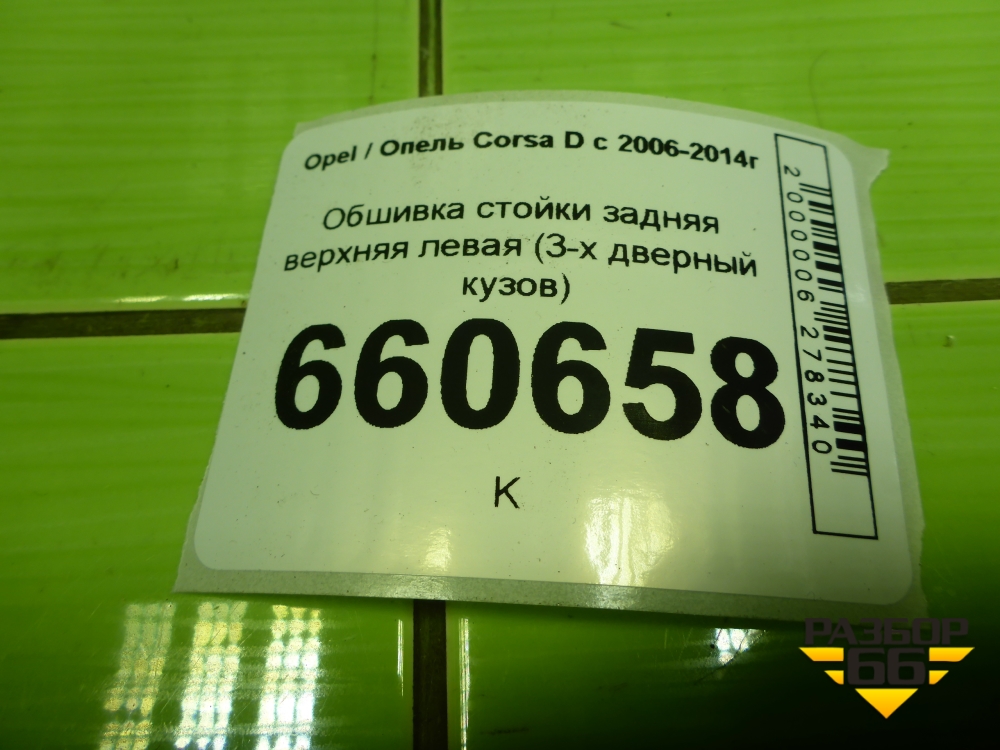 Opel / Опель Corsa D с 2006-2014г
Обшивка стойки задняя
верхняя левая (3-х дверный
кузов)
660658
К
2000006278340
РАЗБОР
66